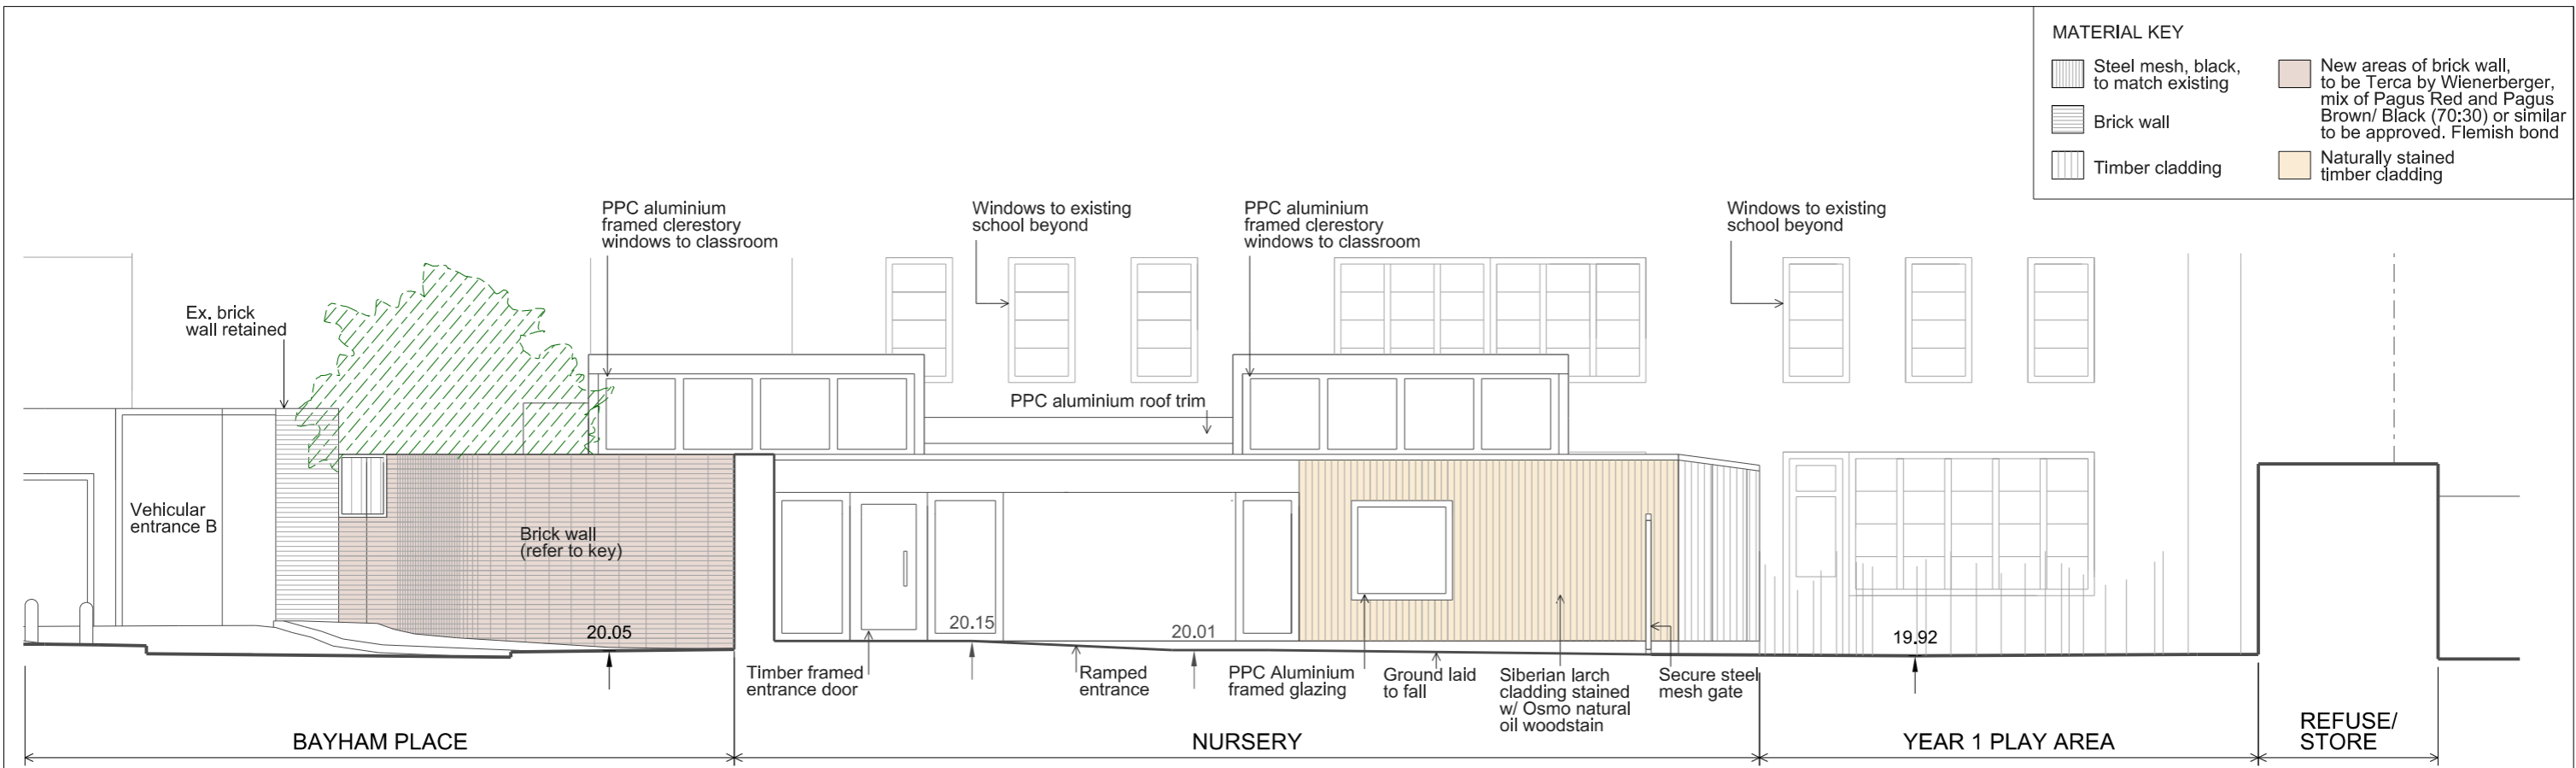 MATERIAL KEY
Steel mesh, black,
to match existing
Brick wall
Timber cladding
New areas of brick wall,
to be Terca by Wienerberger,
mix of Pagus Red and Pagus
Brown/ Black (70:30) or similar
to be approved. Flemish bond
Naturally stained
timber cladding
PPC aluminium
framed clerestory
windows to classroom
Windows to existing
school beyond
PPC aluminium
framed clerestory
windows to classroom
Windows to existing
school beyond
Ex. brick
wall retained
PPC aluminium roof trim
Vehicular
entrance B
Brick wall
(refer to key)
20.05
20.15
20.01
19.92
Timber framed
entrance door
Ramped
entrance
PPC Aluminium
framed glazing
Ground laid
to fall
Siberian larch
cladding stained
w/ Osmo natural
oil woodstain
Secure steel
mesh gate
BAYHAM PLACE
NURSERY
YEAR 1 PLAY AREA
REFUSE/
STORE